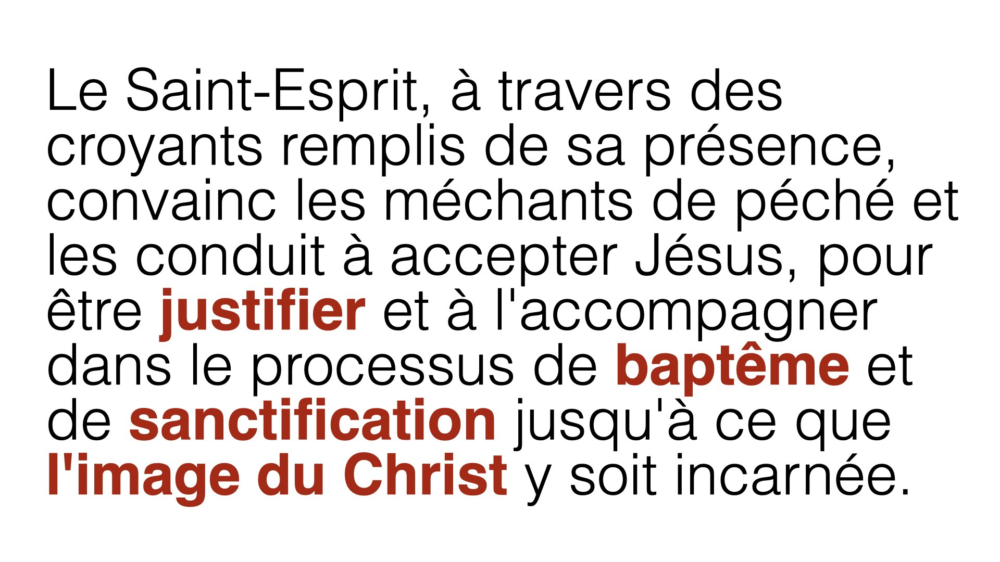 Le Saint-Esprit, à travers des
croyants remplis de sa présence,
convainc les méchants de péché et
les conduit à accepter Jésus, pour
être justifier et à l'accompagner
dans le processus de baptême et
de sanctification jusqu'à ce que
l'image du Christ y soit incarnée.